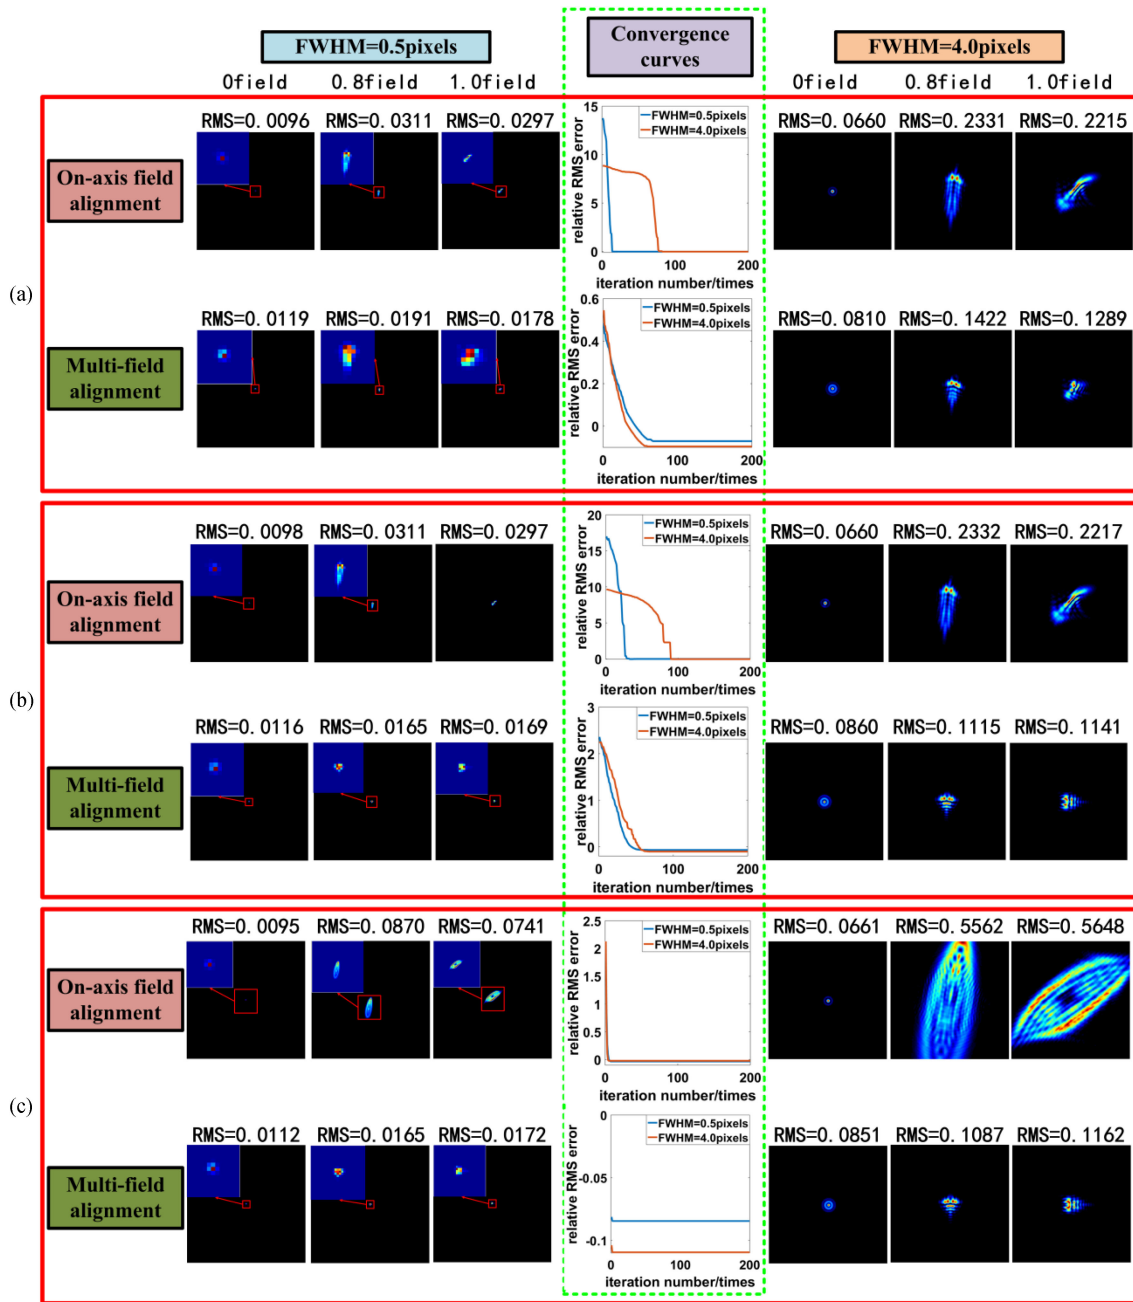 FWHM=0.5pixels
Convergence
curves
FWHM=4.0pixels
0field 0.8field 1.0field
0field 0.8field 1.0field
(a)
On-axis field
alignment
RMS=0.0096 RMS=0.0311 RMS=0.0297
relative RMS error
15
10
5
0
FWHM=0.5pixels
FWHM=4.0pixels
0 100 200
iteration number/times
RMS=0.0660 RMS=0.2331 RMS=0.2215
Multi-field
alignment
RMS=0.0119 RMS=0.0191 RMS=0.0178
relative RMS error
0.6
0.4
0.2
0
FWHM=0.5pixels
FWHM=4.0pixels
0 100 200
iteration number/times
RMS=0.0810 RMS=0.1422 RMS=0.1289
(b)
On-axis field
alignment
RMS=0.0098 RMS=0.0311 RMS=0.0297
relative RMS error
20
15
10
5
0
FWHM=0.5pixels
FWHM=4.0pixels
0 100 200
iteration number/times
RMS=0.0660 RMS=0.2332 RMS=0.2217
Multi-field
alignment
RMS=0.0116 RMS=0.0165 RMS=0.0169
relative RMS error
3
2
1
0
FWHM=0.5pixels
FWHM=4.0pixels
0 100 200
iteration number/times
RMS=0.0860 RMS=0.1115 RMS=0.1141
(c)
On-axis field
alignment
RMS=0.0095 RMS=0.0870 RMS=0.0741
relative RMS error
2.5
2
1.5
1
0.5
0
FWHM=0.5pixels
FWHM=4.0pixels
0 100 200
iteration number/times
RMS=0.0661 RMS=0.5562 RMS=0.5648
Multi-field
alignment
RMS=0.0112 RMS=0.0165 RMS=0.0172
relative RMS error
0
-0.05
-0.1
FWHM=0.5pixels
FWHM=4.0pixels
0 100 200
iteration number/times
RMS=0.0851 RMS=0.1087 RMS=0.1162